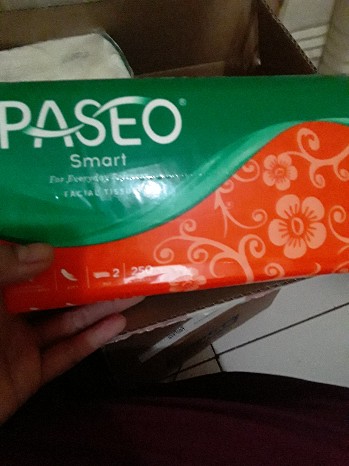 PASEO
Smart
For Everyday
FACIAL TISSUE
2 250